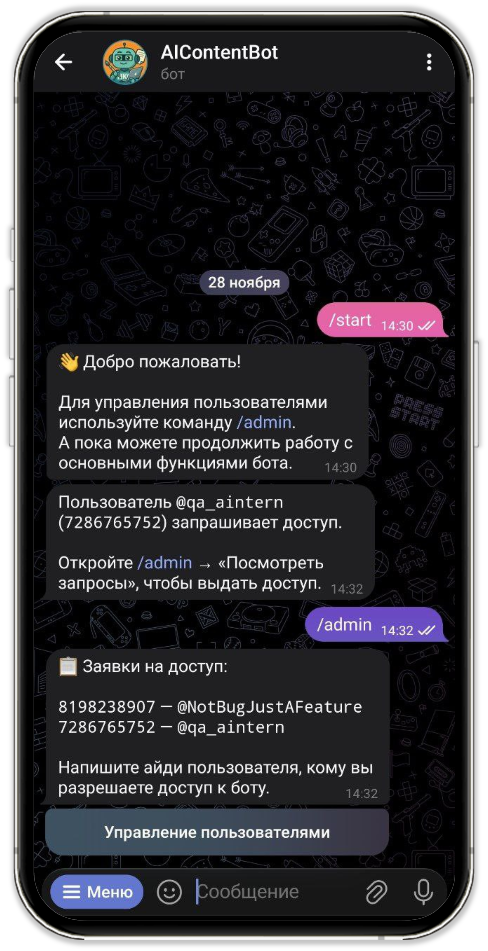 AIContentBot
бот
28 ноября
/start 14:30
👋 Добро пожаловать!
Для управления пользователями
используйте команду /admin.
А пока можете продолжить работу с
основными функциями бота. 14:30
Пользователь @qa_aintern
(7286765752) запрашивает доступ.
Откройте /admin → «Посмотреть
запросы», чтобы выдать доступ. 14:32
PRESS
START
/admin 14:32
📋 Заявки на доступ:
8198238907 — @NotBugJustAFeature
7286765752 — @qa_aintern
Напишите айди пользователя, кому вы
разрешаете доступ к боту. 14:32
Управление пользователями
Меню
Сообщение